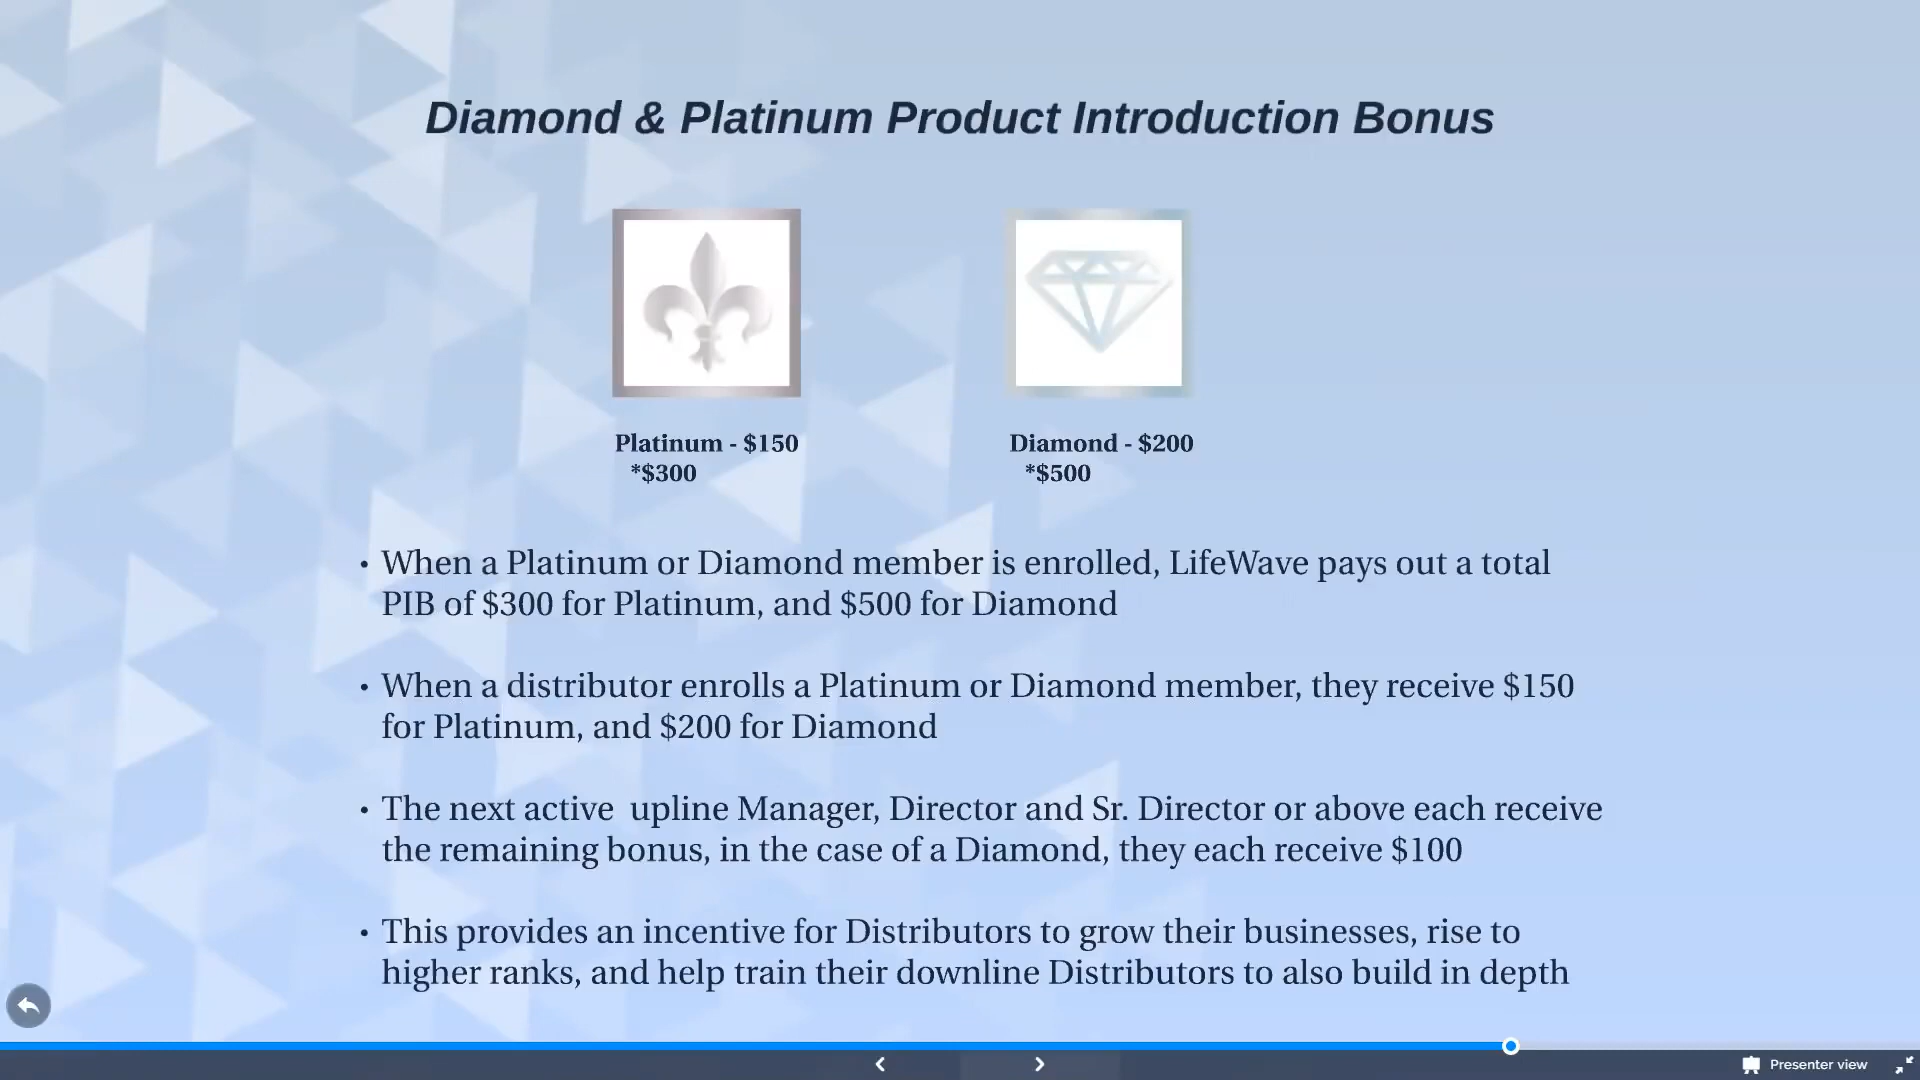 Diamond & Platinum Product Introduction Bonus
Platinum - $150
*$300
Diamond - $200
*$500
• When a Platinum or Diamond member is enrolled, LifeWave pays out a total
PIB of $300 for Platinum, and $500 for Diamond
• When a distributor enrolls a Platinum or Diamond member, they receive $150
for Platinum, and $200 for Diamond
• The next active  upline Manager, Director and Sr. Director or above each receive
the remaining bonus, in the case of a Diamond, they each receive $100
• This provides an incentive for Distributors to grow their businesses, rise to
higher ranks, and help train their downline Distributors to also build in depth
Presenter view